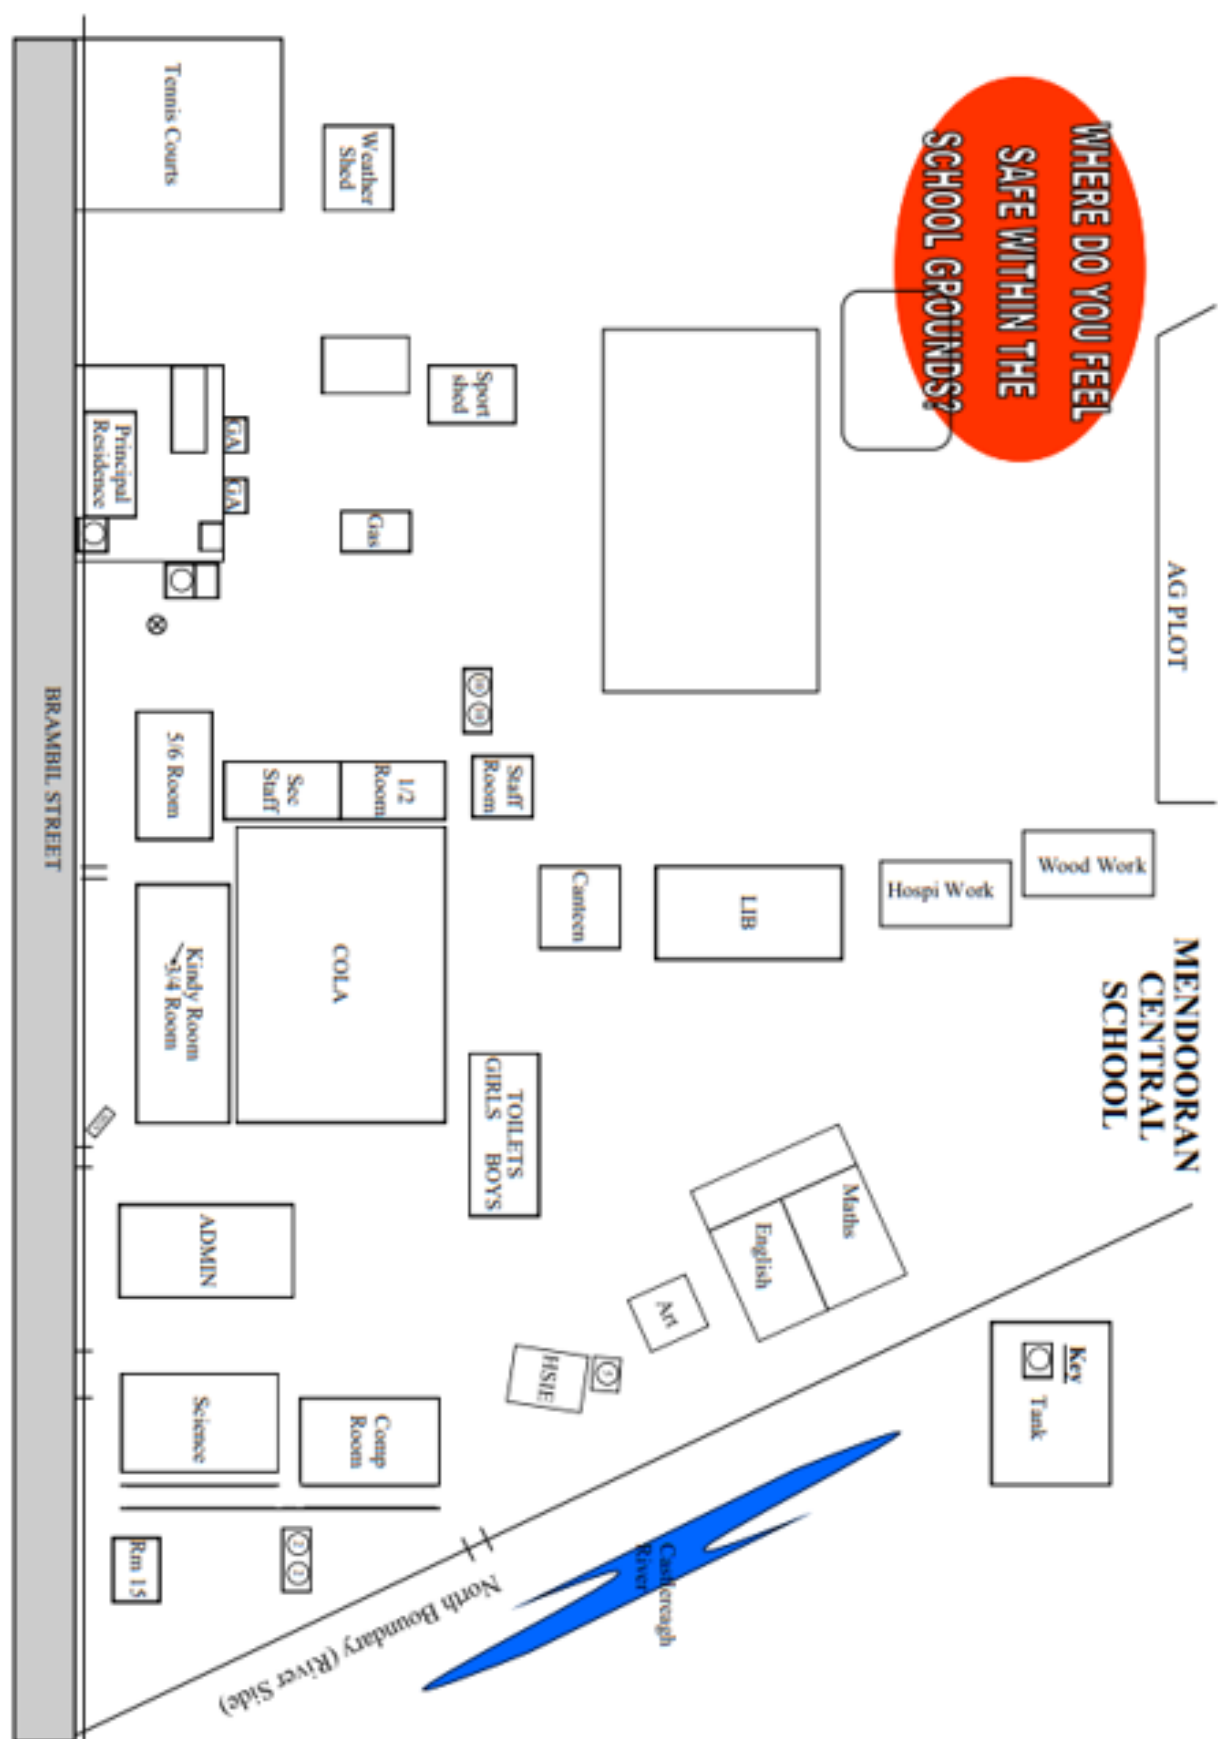 WHERE DO YOU FEEL
SAFE WITHIN THE
SCHOOL GROUNDS?
AG PLOT
MENDOORAN
CENTRAL
SCHOOL
Wood Work
Hospi Work
LIB
Canteen
Sport
shed
Weather
Shed
Tennis Courts
GA
GA
Principal
Residence
Gas
Staff
Room
1/2
Room
Sec
Staff
5/6 Room
COLA
Kindy Room
3/4 Room
TOILETS
GIRLS BOYS
Maths
English
Art
HSIE
5
ADMIN
Comp
Room
Science
2
2
Rm 15
Key
Tank
Castlereagh
River
North Boundary (River Side)
BRAMBIL STREET